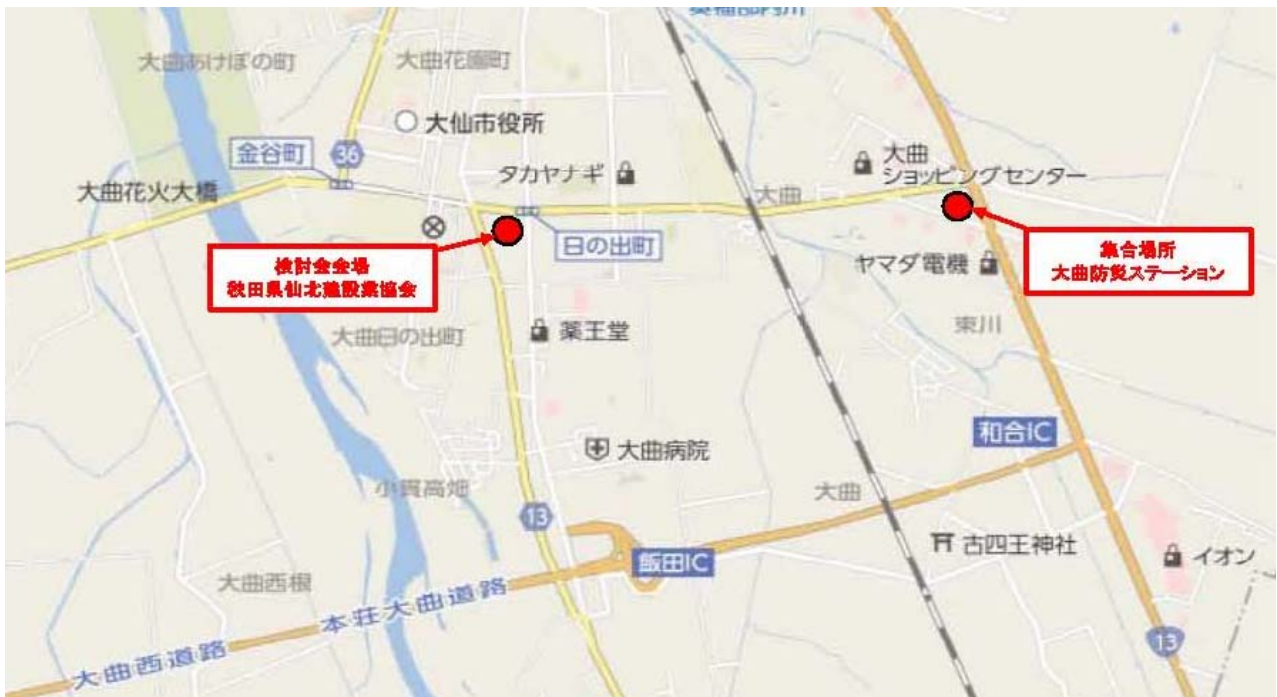 大曲あけぼの町
大曲花園町
大仙市役所
金谷町
36
タカヤナギ
大曲
ショッピングセンター
大曲花火大橋
大曲
日の出町
検討会会場
秋田県仙北建設業協会
集合場所
大曲防災ステーション
ヤマダ電機
大曲日の出町
薬王堂
東川
和合IC
大曲病院
小貫高畑
大曲
13
古四王神社
飯田IC
イオン
大曲西根
本荘大曲道路
大曲西道路
13